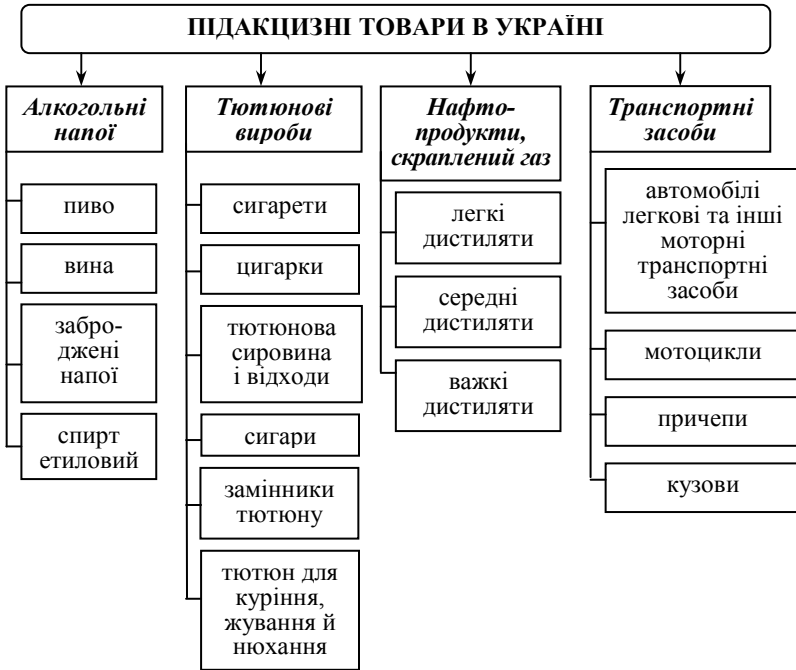 ПІДАКЦИЗНІ ТОВАРИ В УКРАЇНІ
Алкогольні
напої
пиво
вина
забро-
джені
напої
спирт
етиловий
Тютюнові
вироби
сигарети
цигарки
тютюнова
сировина
і відходи
сигари
замінники
тютюну
тютюн для
куріння,
жування й
нюхання
Нафто-
продукти,
скраплений газ
легкі
дистиляти
середні
дистиляти
важкі
дистиляти
Транспортні
засоби
автомобілі
легкові та інші
моторні
транспортні
засоби
мотоцикли
причепи
кузови